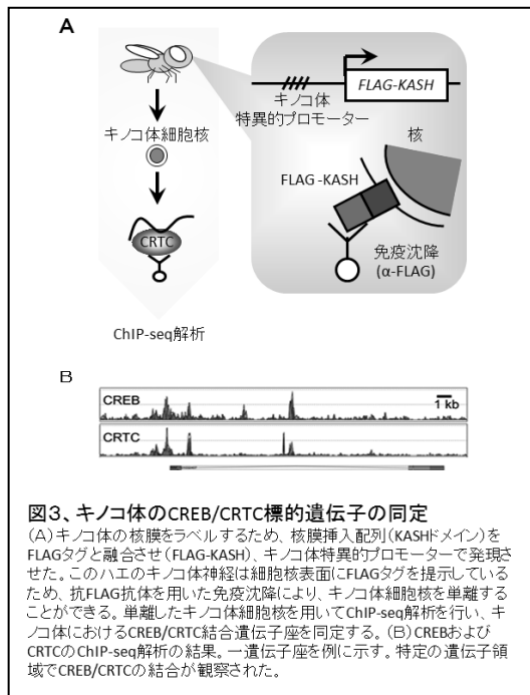 A
FLAG-KASH
キノコ体
特異的プロモーター
キノコ体細胞核
核
FLAG -KASH
CRTC
免疫沈降
(α-FLAG)
ChIP-seq解析
B
CREB
1 kb
CRTC
図3、キノコ体のCREB/CRTC標的遺伝子の同定
(A)キノコ体の核膜をラベルするため、核膜挿入配列(KASHドメイン)を
FLAGタグと融合させ(FLAG-KASH)、キノコ体特異的プロモーターで発現さ
せた。このハエのキノコ体神経は細胞核表面にFLAGタグを提示している
ため、抗FLAG抗体を用いた免疫沈降により、キノコ体細胞核を単離する
ことができる。単離したキノコ体細胞核を用いてChIP-seq解析を行い、キ
ノコ体におけるCREB/CRTC結合遺伝子座を同定する。(B)CREBおよび
CRTCのChIP-seq解析の結果。一遺伝子座を例に示す。特定の遺伝子領
域でCREB/CRTCの結合が観察された。